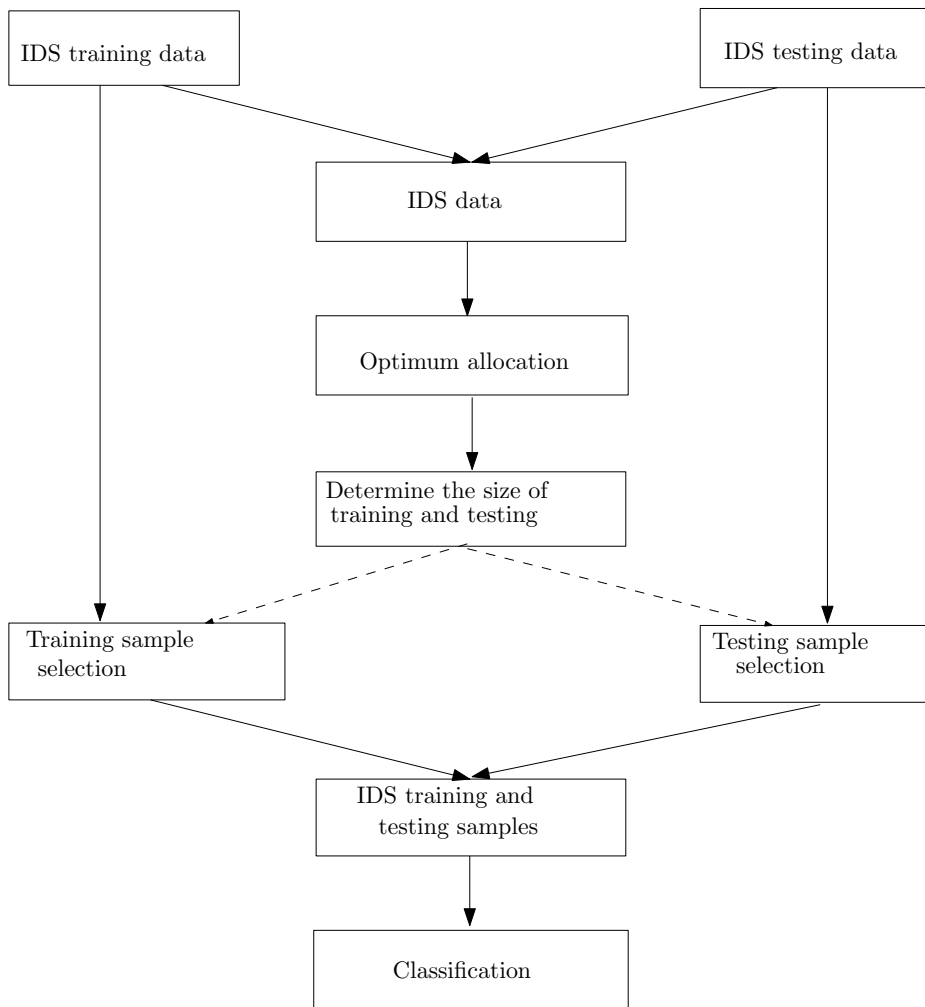 IDS training data
IDS testing data
IDS data
Optimum allocation
Determine the size of
training and testing
Training sample
selection
Testing sample
selection
IDS training and
testing samples
Classification